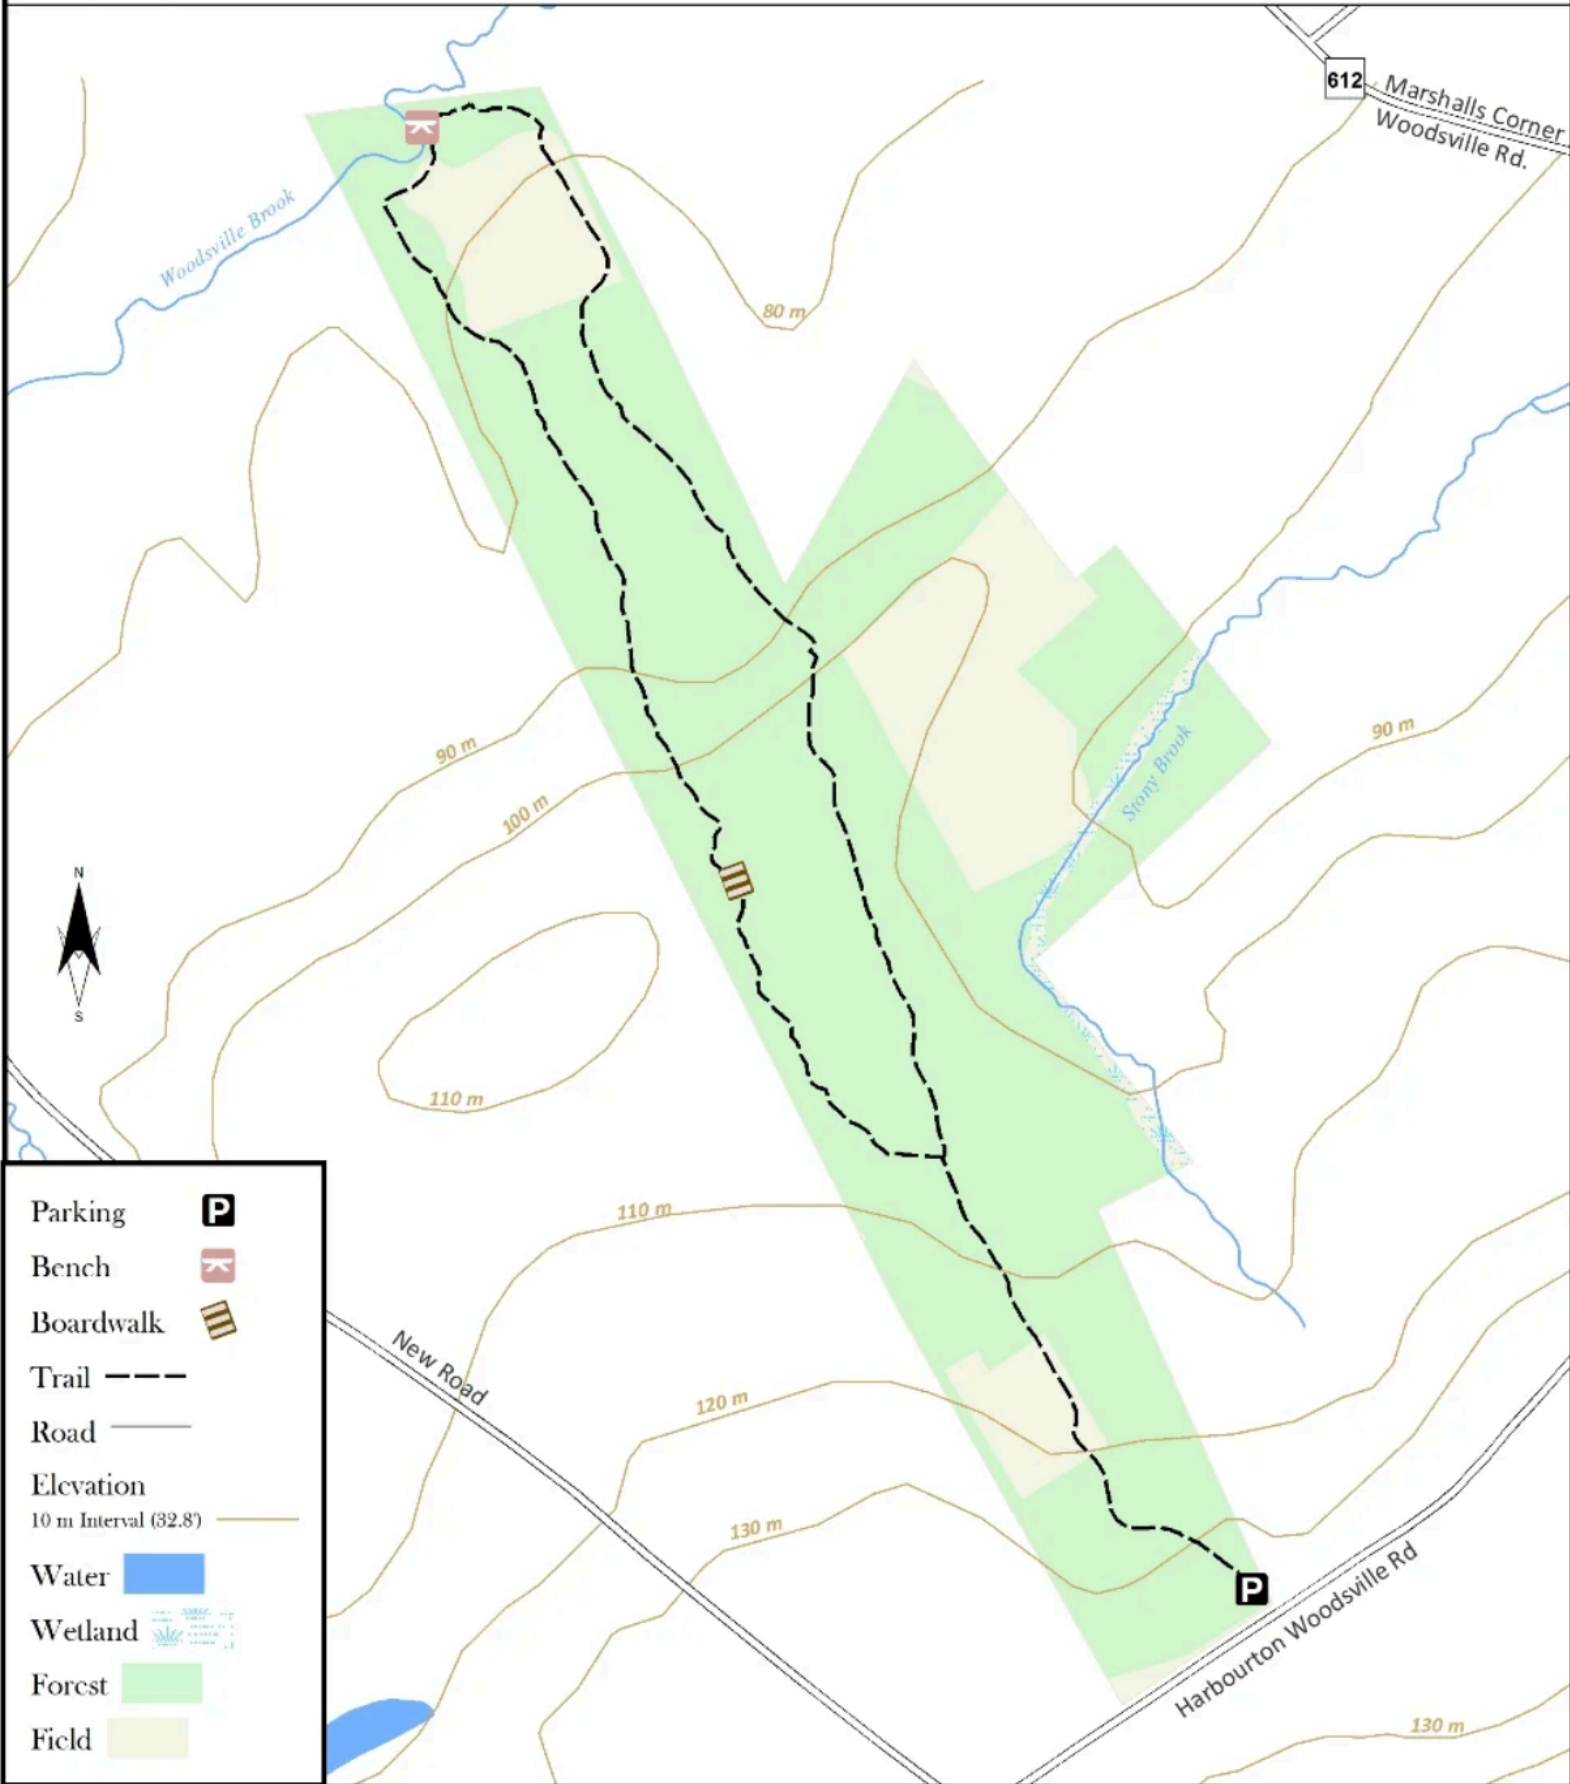 612
Marshalls Corner
Woodsville Rd.
Woodsville Brook
80 m
90 m
Stony Brook
90 m
100 m
N
S
110 m
110 m
New Road
120 m
130 m
P
Harbourton Woodsville Rd
130 m
Parking P
Bench
Boardwalk
Trail
Road
Elevation
10 m Interval (32.8')
Water
Wetland
Forest
Field